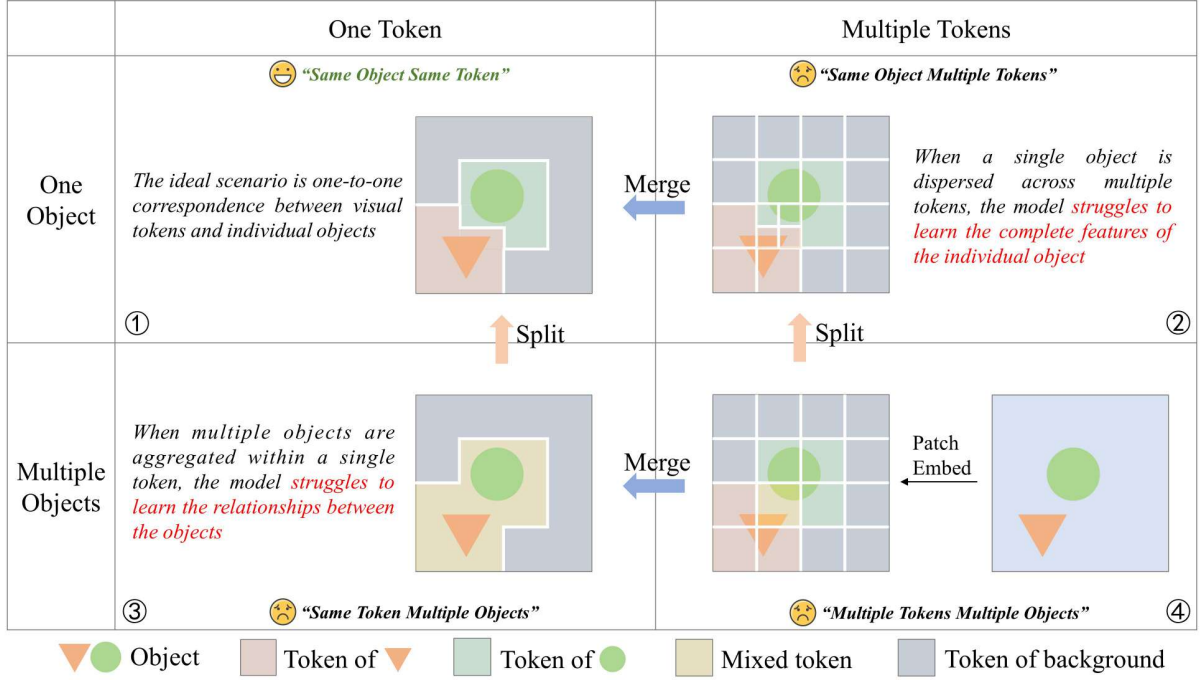 One Token
Multiple Tokens
One
Object
“Same Object Same Token”
The ideal scenario is one-to-one
correspondence between visual
tokens and individual objects
①
Merge
“Same Object Multiple Tokens”
When a single object is
dispersed across multiple
tokens, the model struggles to
learn the complete features of
the individual object
②
Split
Split
Multiple
Objects
When multiple objects are
aggregated within a single
token, the model struggles to
learn the relationships between
the objects
③
“Same Token Multiple Objects”
Merge
Patch
Embed
“Multiple Tokens Multiple Objects”
④
Object
Token of
Token of
Mixed token
Token of background